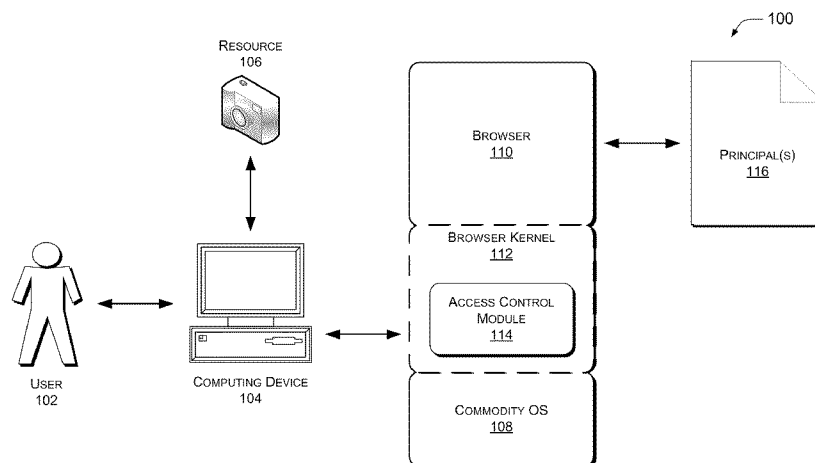 100
RESOURCE
106
BROWSER
110
PRINCIPAL(S)
116
BROWSER KERNEL
112
ACCESS CONTROL
MODULE
114
USER
102
COMPUTING DEVICE
104
COMMODITY OS
108